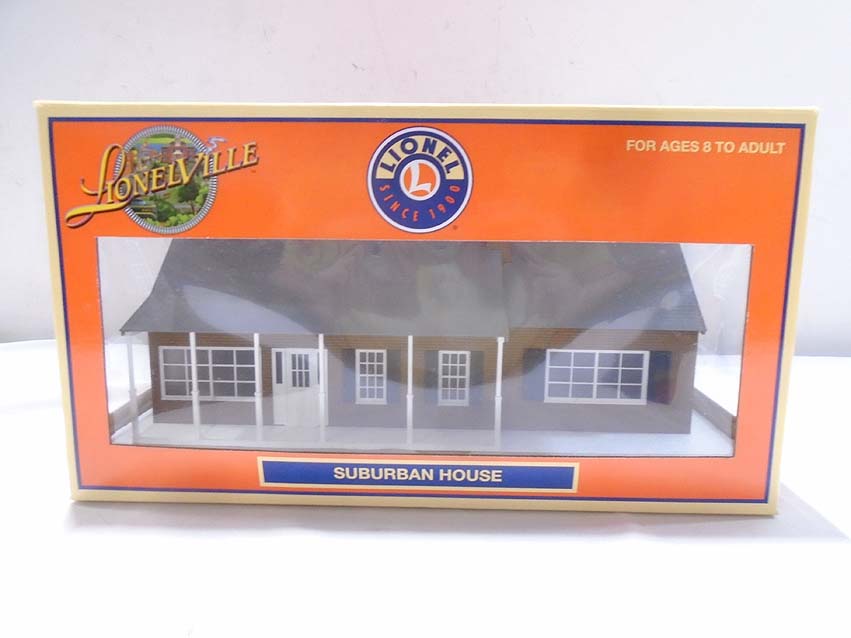 LIONELVILLE
LIONEL
L
SINCE 1900
FOR AGES 8 TO ADULT
SUBURBAN HOUSE